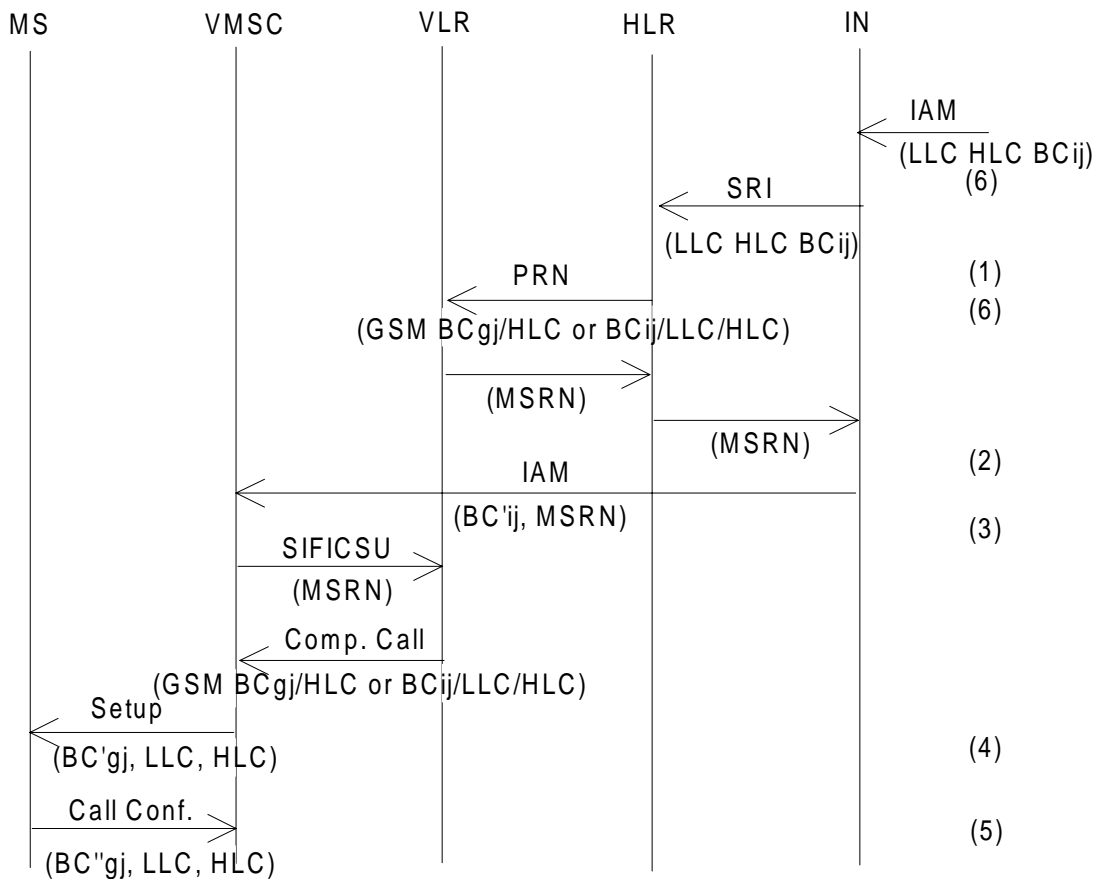 MS VMSC VLR HLR IN
IAM
(LLC HLC BCij)
(6)
SRI
(LLC HLC BCij)
(1)
PRN
(6)
(GSM BCgj/HLC or BCij/LLC/HLC)
(MSRN)
(MSRN)
(2)
IAM
(BC'ij, MSRN)
(3)
SIFICSU
(MSRN)
Comp. Call
(GSM BCgj/HLC or BCij/LLC/HLC)
Setup
(4)
(BC'gj, LLC, HLC)
Call Conf.
(5)
(BC"gj, LLC, HLC)